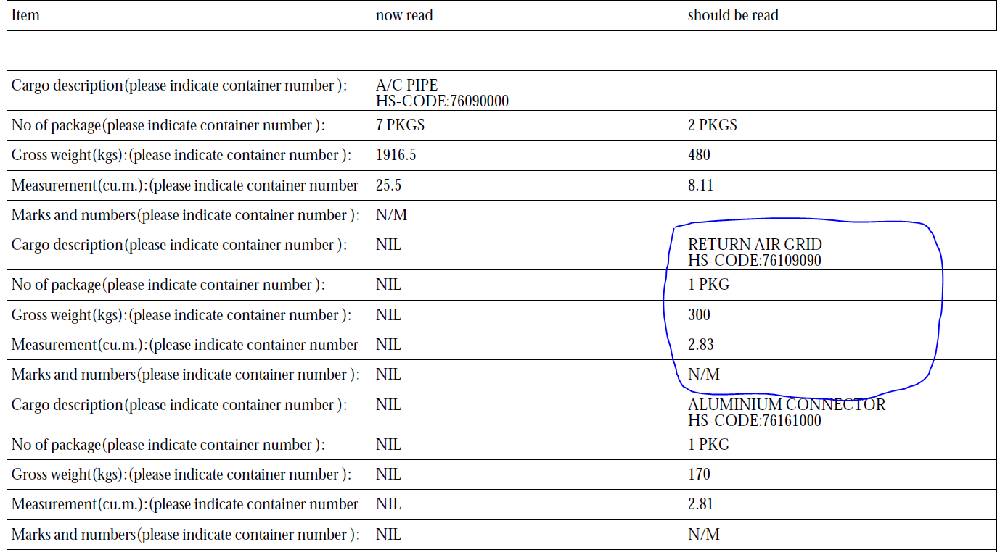 Item now read should be read
Cargo description(please indicate container number ): A/C PIPE
HS-CODE:76090000
No of package(please indicate container number ): 7 PKGS 2 PKGS
Gross weight(kgs):(please indicate container number ): 1916.5 480
Measurement(cu.m.):(please indicate container number 25.5 8.11
Marks and numbers(please indicate container number ): N/M
Cargo description(please indicate container number ): NIL RETURN AIR GRID
HS-CODE:76109090
No of package(please indicate container number ): NIL 1 PKG
Gross weight(kgs):(please indicate container number ): NIL 300
Measurement(cu.m.):(please indicate container number NIL 2.83
Marks and numbers(please indicate container number ): NIL N/M
Cargo description(please indicate container number ): NIL ALUMINIUM CONNECTOR
HS-CODE:76161000
No of package(please indicate container number ): NIL 1 PKG
Gross weight(kgs):(please indicate container number ): NIL 170
Measurement(cu.m.):(please indicate container number NIL 2.81
Marks and numbers(please indicate container number ): NIL N/M